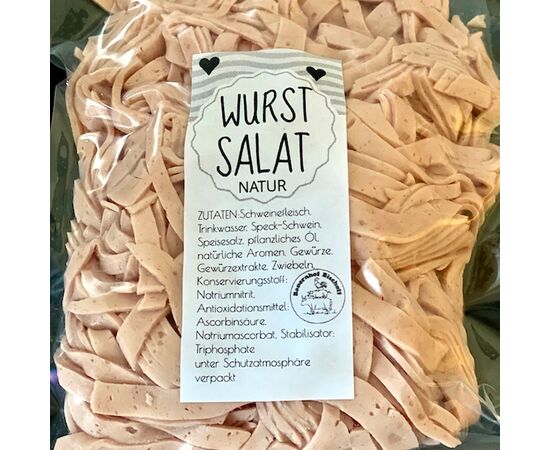 WURST
SALAT
NATUR
ZUTATEN:Schweinefleisch,
Trinkwasser, Speck-Schwein,
Speisesalz, pflanzliches Öl,
natürliche Aromen, Gewürze,
Gewürzextrakte, Zwiebeln,
Konservierungsstoff:
Natriumnitrit,
Antioxidationsmittel:
Ascorbinsäure,
Natriumascorbat, Stabilisator:
Triphosphate
unter Schutzatmosphäre
verpackt
Bauernhof